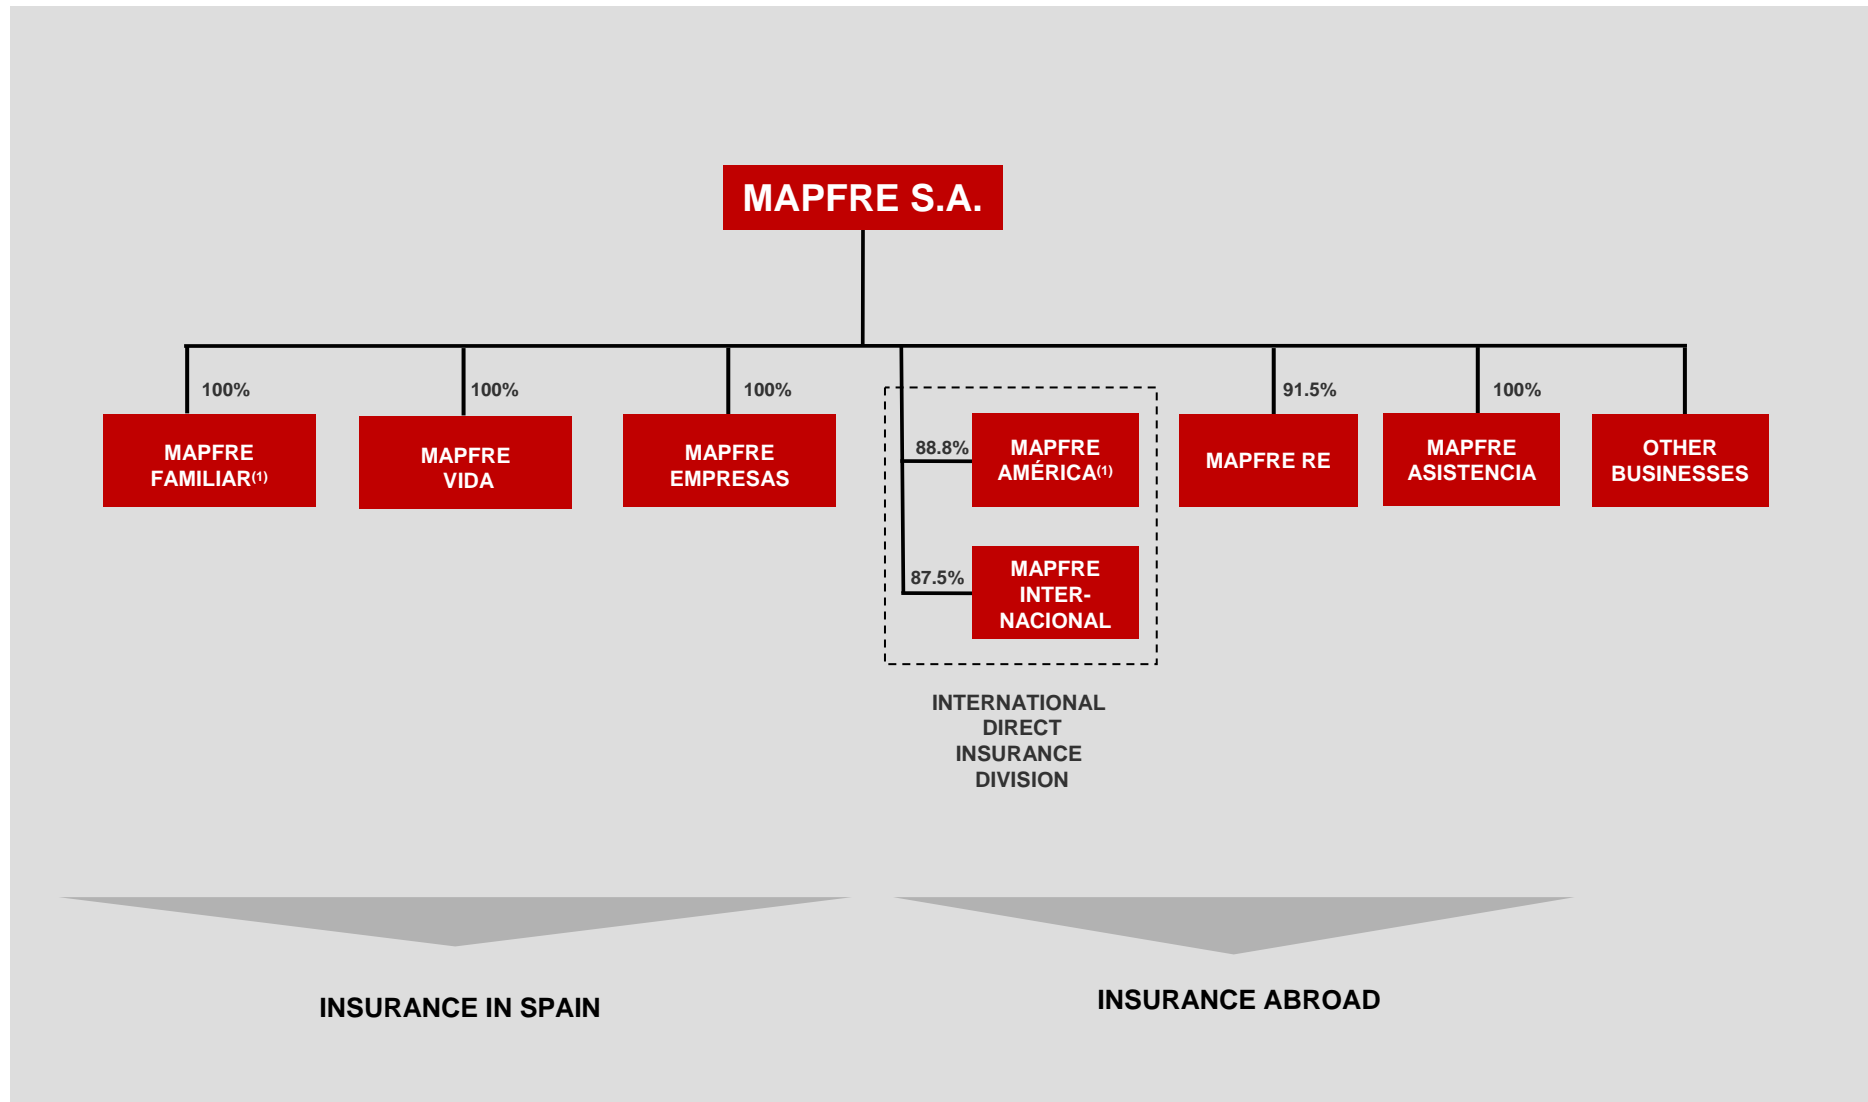 MAPFRE S.A.
100%
100%
100%
91.5%
100%
MAPFRE
FAMILIAR(1)
MAPFRE
VIDA
MAPFRE
EMPRESAS
88.8%
MAPFRE
AMÉRICA(1)
MAPFRE RE
MAPFRE
ASISTENCIA
OTHER
BUSINESSES
87.5%
MAPFRE
INTER-
NACIONAL
INTERNATIONAL
DIRECT
INSURANCE
DIVISION
INSURANCE IN SPAIN
INSURANCE ABROAD